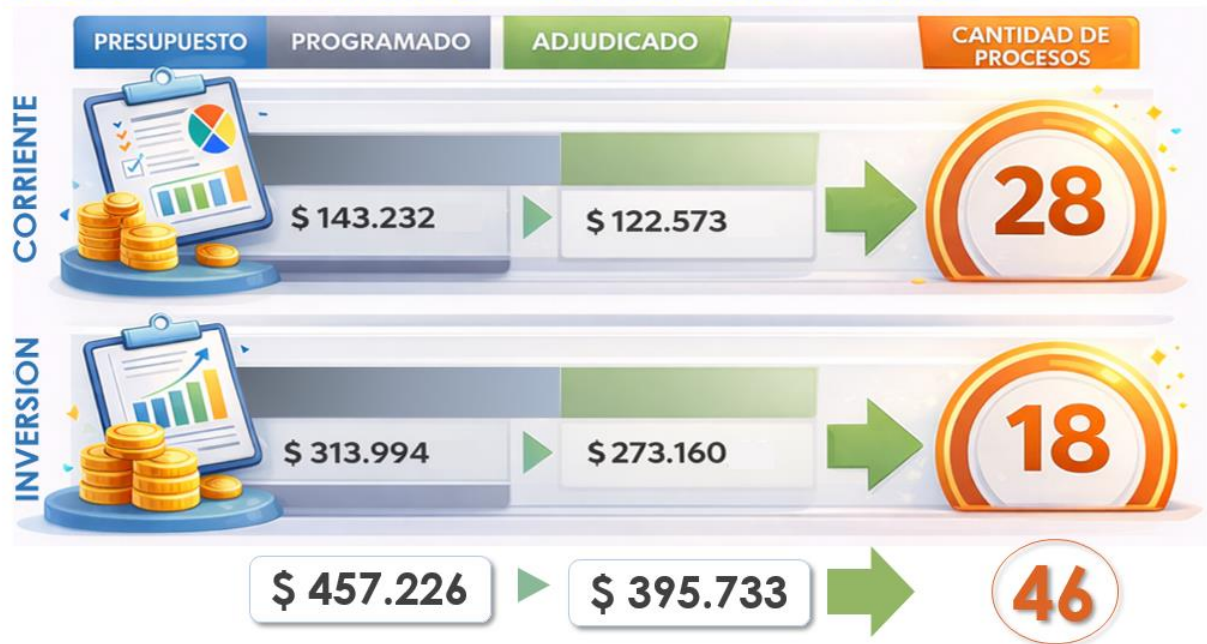 PRESUPUESTO
PROGRAMADO
ADJUDICADO
CANTIDAD DE
PROCESOS
CORRIENTE
$ 143.232
$ 122.573
28
INVERSIÓN
$ 313.994
$ 273.160
18
$ 457.226
$ 395.733
46